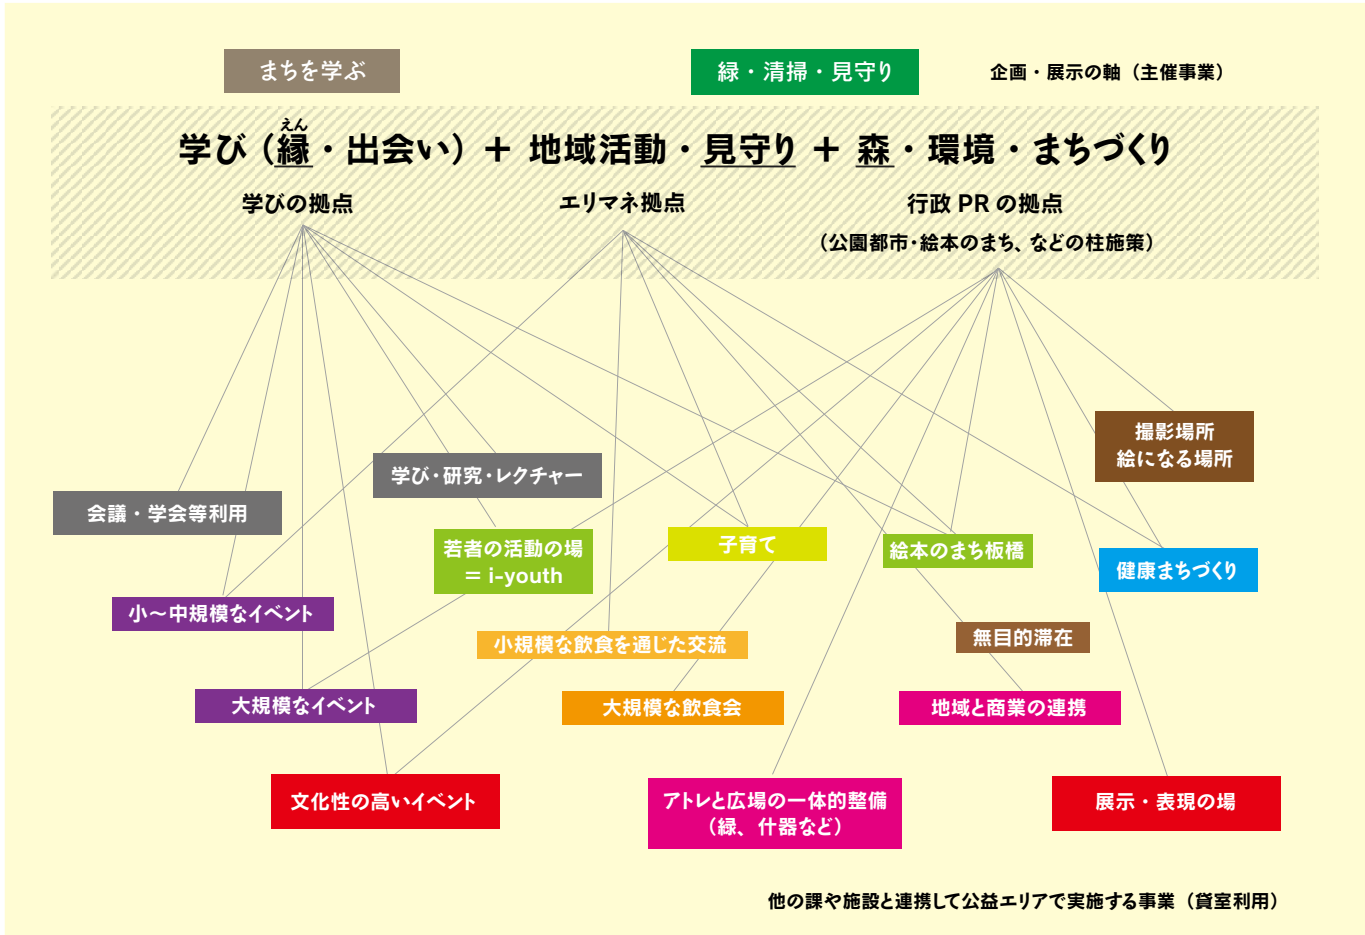 まちを学ぶ
緑・清掃・見守り
企画・展示の軸（主催事業）
えん
学び（縁・出会い）＋ 地域活動・見守り ＋ 森・環境・まちづくり
学びの拠点
エリマネ拠点
行政 PR の拠点
（公園都市・絵本のまち、などの柱施策）
撮影場所
絵になる場所
学び・研究・レクチャー
会議・学会等利用
若者の活動の場
＝ i-youth
子育て
絵本のまち板橋
健康まちづくり
小〜中規模なイベント
小規模な飲食を通じた交流
無目的滞在
大規模なイベント
大規模な飲食会
地域と商業の連携
文化性の高いイベント
アトレと広場の一体的整備
（緑、什器など）
展示・表現の場
他の課や施設と連携して公益エリアで実施する事業（貸室利用）